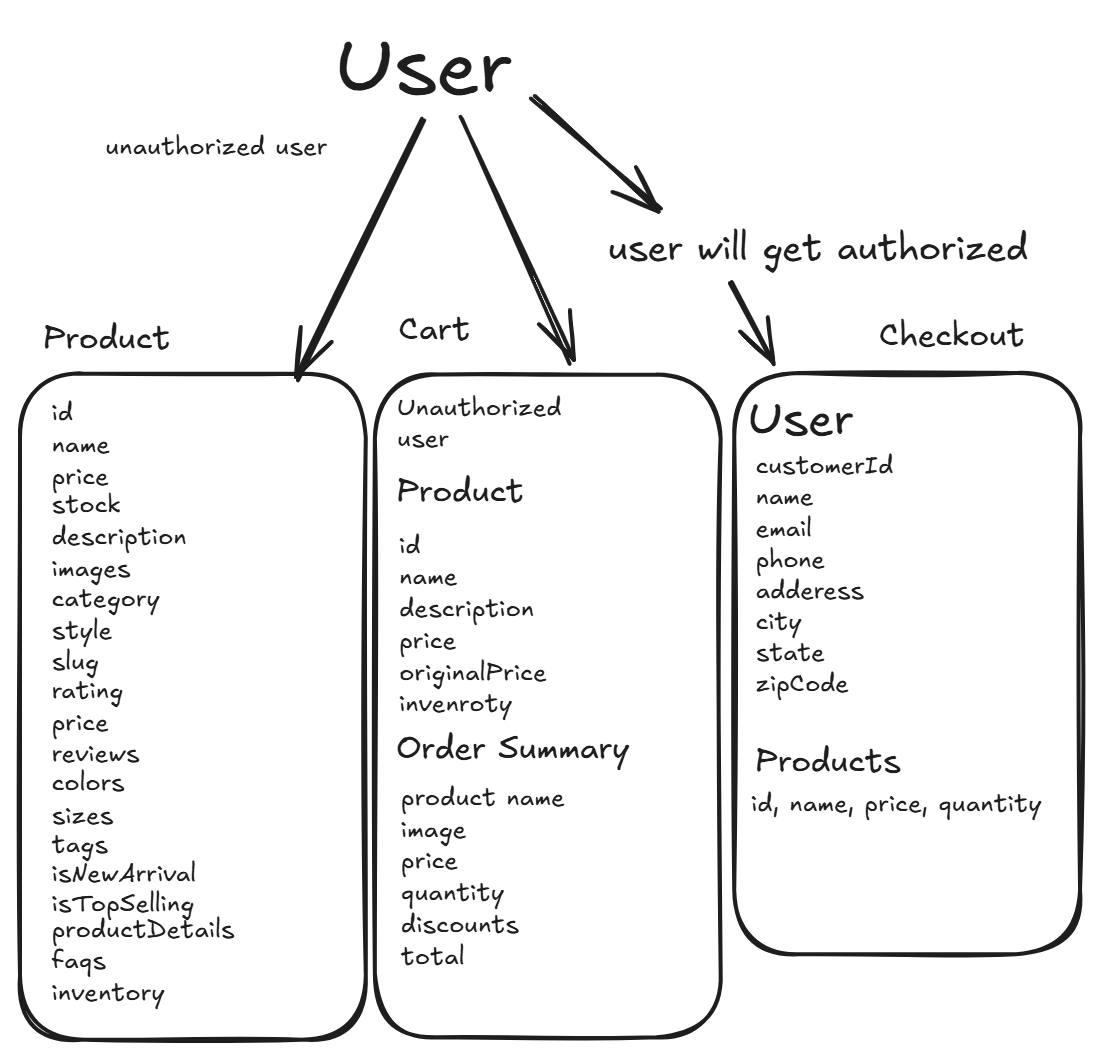 User
unauthorized user
user will get authorized
Product
id
name
price
stock
description
images
category
style
slug
rating
price
reviews
colors
sizes
tags
isNewArrival
isTopSelling
productDetails
faqs
inventory
Cart
Unauthorized
user
Product
id
name
description
price
originalPrice
invenroty
Order Summary
product name
image
price
quantity
discounts
total
Checkout
User
customerId
name
email
phone
adderess
city
state
zipCode
Products
id, name, price, quantity